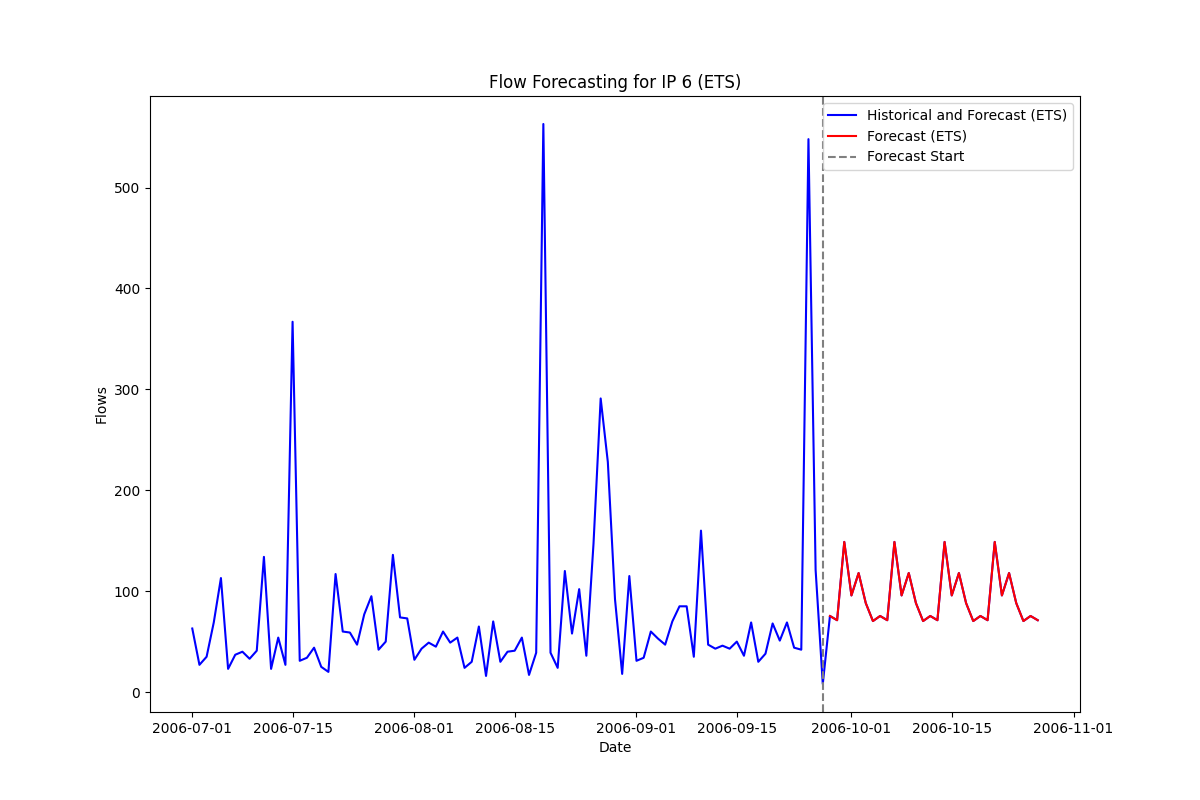 Flow Forecasting for IP 6 (ETS)
Historical and Forecast (ETS)
Forecast (ETS)
Forecast Start
Flows
500
400
300
200
100
0
2006-07-01
2006-07-15
2006-08-01
2006-08-15
2006-09-01
2006-09-15
2006-10-01
2006-10-15
2006-11-01
Date